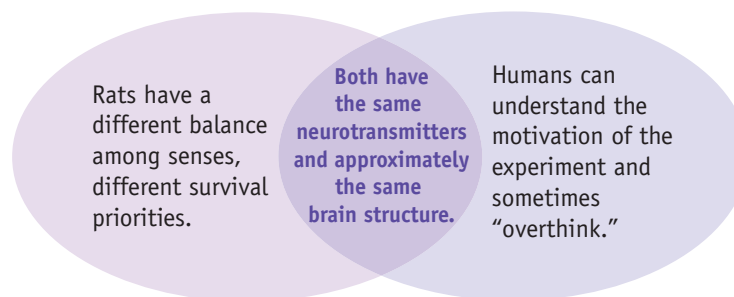 Rats have a
different balance
among senses,
different survival
priorities.
Both have
the same
neurotransmitters
and approximately
the same
brain structure.
Humans can
understand the
motivation of the
experiment and
sometimes
“overthink.”